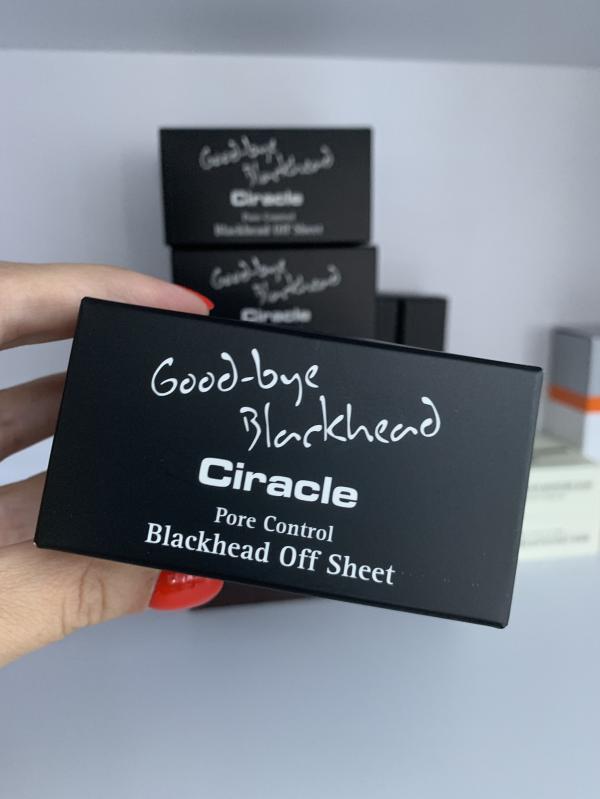 Good-bye
Blackhead
Ciracle
Pore Control
Blackhead Off Sheet
Good-bye
Blackhead
Ciracle
Pore Control
Blackhead Off Sheet
Good-bye
Blackhead
Ciracle